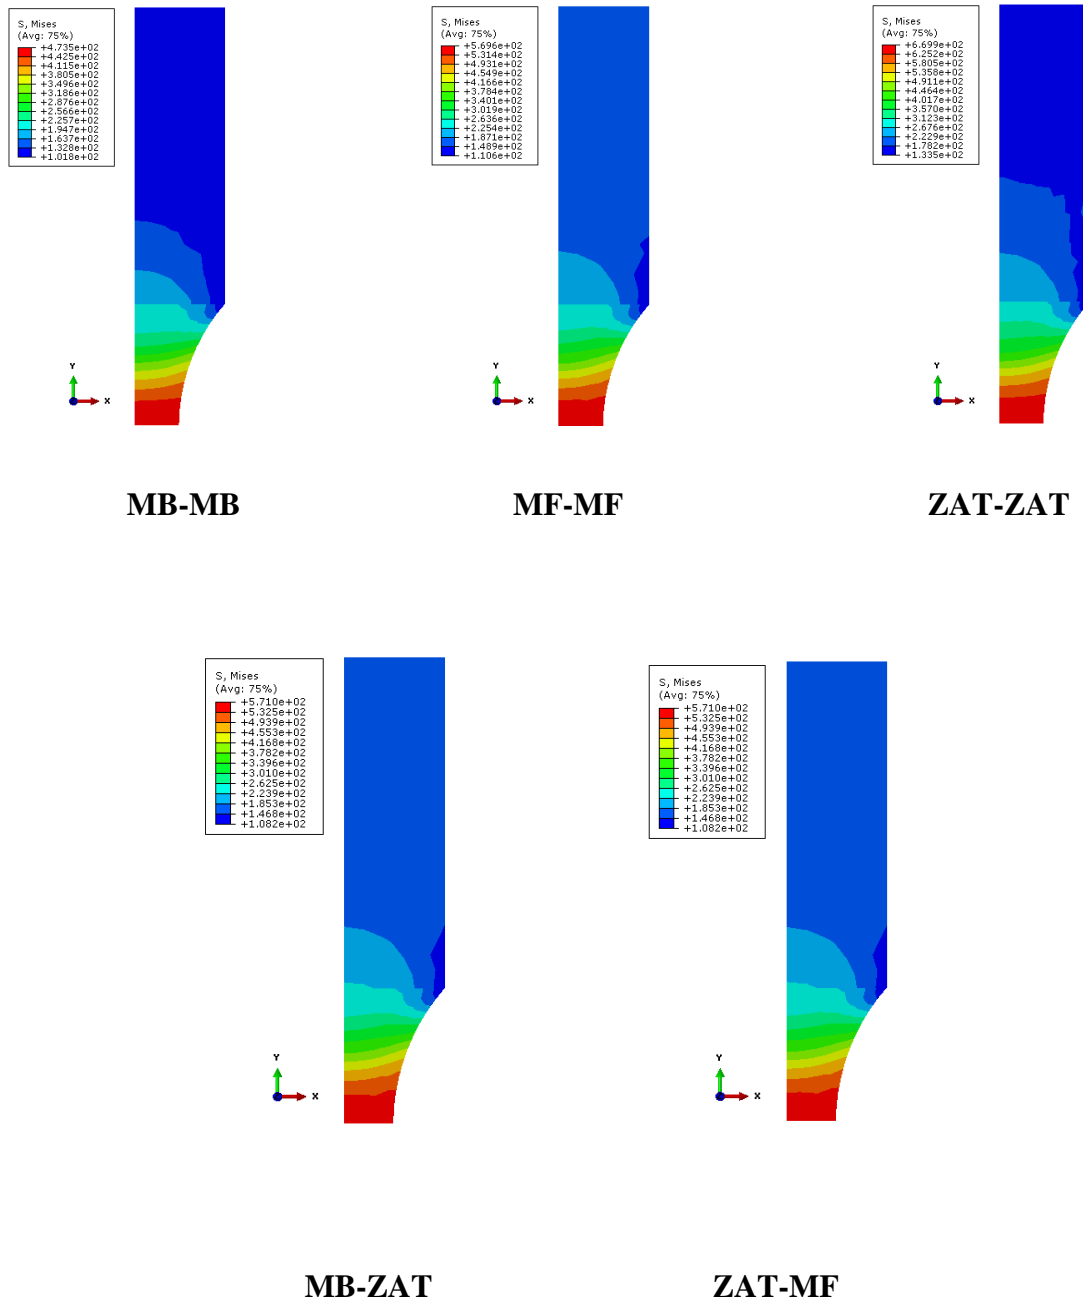 S, Mises
(Avg: 75%)
+4.735e+02
+4.425e+02
+4.115e+02
+3.805e+02
+3.496e+02
+3.186e+02
+2.876e+02
+2.566e+02
+2.257e+02
+1.947e+02
+1.637e+02
+1.328e+02
+1.018e+02
Y
X
MB-MB
S, Mises
(Avg: 75%)
+5.696e+02
+5.314e+02
+4.931e+02
+4.549e+02
+4.166e+02
+3.784e+02
+3.401e+02
+3.019e+02
+2.636e+02
+2.254e+02
+1.871e+02
+1.489e+02
+1.106e+02
Y
X
MF-MF
S, Mises
(Avg: 75%)
+6.699e+02
+6.252e+02
+5.805e+02
+5.358e+02
+4.911e+02
+4.464e+02
+4.017e+02
+3.570e+02
+3.123e+02
+2.676e+02
+2.229e+02
+1.782e+02
+1.335e+02
Y
X
ZAT-ZAT
S, Mises
(Avg: 75%)
+5.710e+02
+5.325e+02
+4.939e+02
+4.553e+02
+4.168e+02
+3.782e+02
+3.396e+02
+3.010e+02
+2.625e+02
+2.239e+02
+1.853e+02
+1.468e+02
+1.082e+02
Y
X
MB-ZAT
S, Mises
(Avg: 75%)
+5.710e+02
+5.325e+02
+4.939e+02
+4.553e+02
+4.168e+02
+3.782e+02
+3.396e+02
+3.010e+02
+2.625e+02
+2.239e+02
+1.853e+02
+1.468e+02
+1.082e+02
Y
X
ZAT-MF